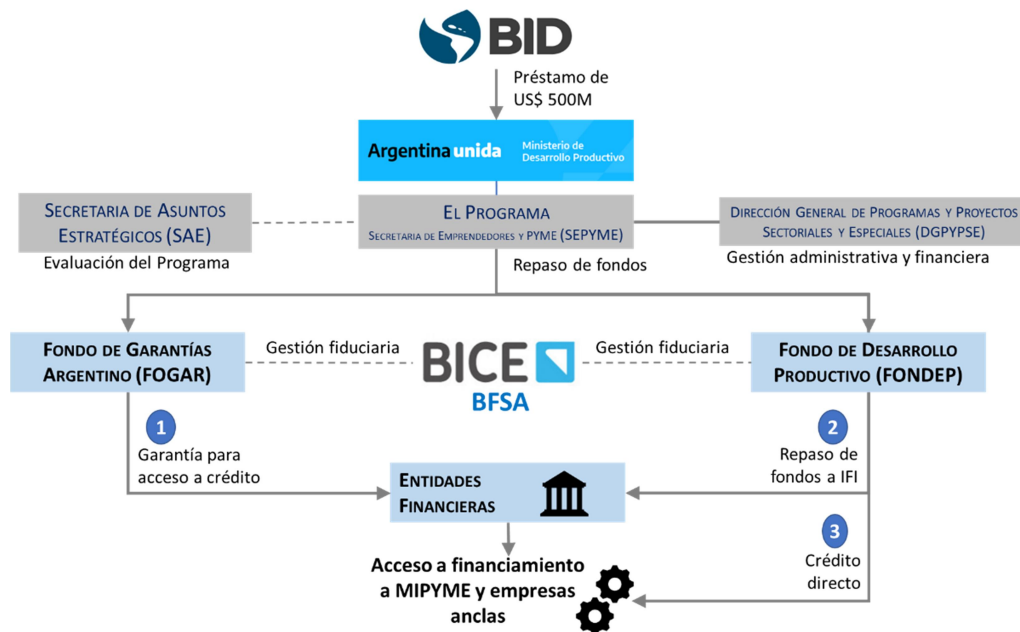 BID
Préstamo de
US$ 500M
Argentina unida
Ministerio de
Desarrollo Productivo
SECRETARIA DE ASUNTOS
ESTRATÉGICOS (SAE)
Evaluación del Programa
EL PROGRAMA
SECRETARIA DE EMPRENDEDORES Y PYME (SEPYME)
Repaso de fondos
DIRECCIÓN GENERAL DE PROGRAMAS Y PROYECTOS
SECTORIALES Y ESPECIALES (DGPYPSE)
Gestión administrativa y financiera
FONDO DE GARANTÍAS
ARGENTINO (FOGAR)
Gestión fiduciaria
BICE
BFSA
Gestión fiduciaria
FONDO DE DESARROLLO
PRODUCTIVO (FONDEP)
1
Garantía para
acceso a crédito
2
Repaso de
fondos a IFI
ENTIDADES
FINANCIERAS
3
Crédito
directo
Acceso a financiamiento
a MIPYME y empresas
anclas